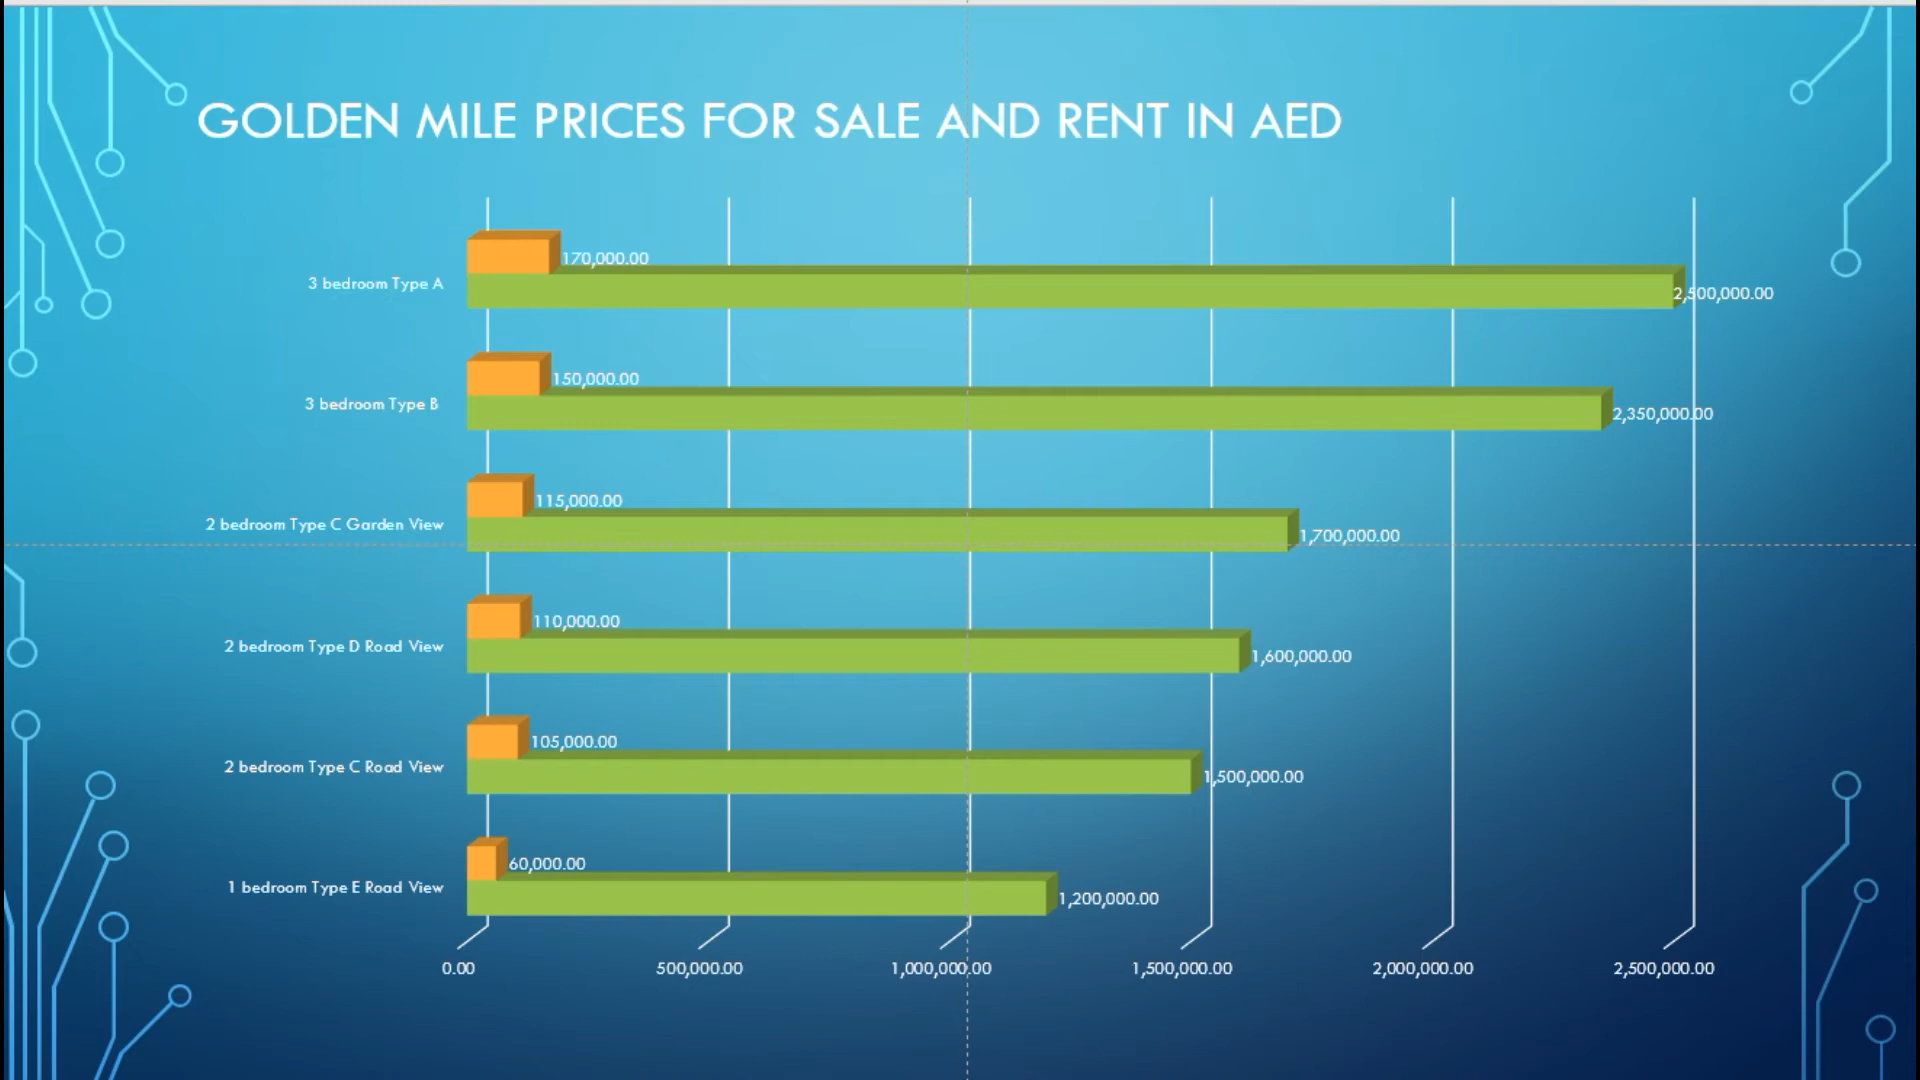 GOLDEN MILE PRICES FOR SALE AND RENT IN AED
170,000.00
3 bedroom Type A
2,500,000.00
150,000.00
3 bedroom Type B
2,350,000.00
115,000.00
2 bedroom Type C Garden View
1,700,000.00
110,000.00
2 bedroom Type D Road View
1,600,000.00
105,000.00
2 bedroom Type C Road View
1,500,000.00
60,000.00
1 bedroom Type E Road View
1,200,000.00
0.00 500,000.00 1,000,000.00 1,500,000.00 2,000,000.00 2,500,000.00